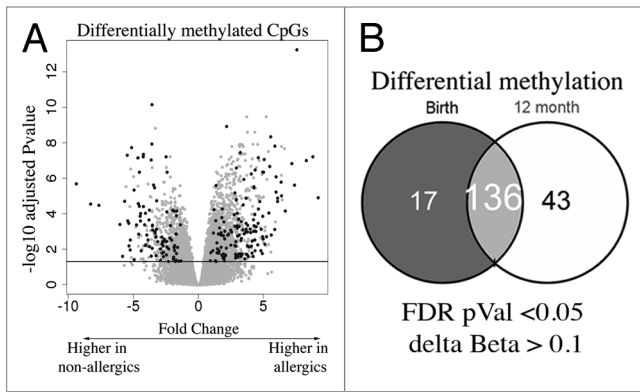 A
Differentially methylated CpGs
-log10 adjusted Pvalue
12
10
8
6
4
2
0
-10
-5
0
5
Fold Change
Higher in
non-allergics
Higher in
allergics
B
Differential methylation
Birth
12 month
17
136
43
FDR pVal <0.05
delta Beta > 0.1